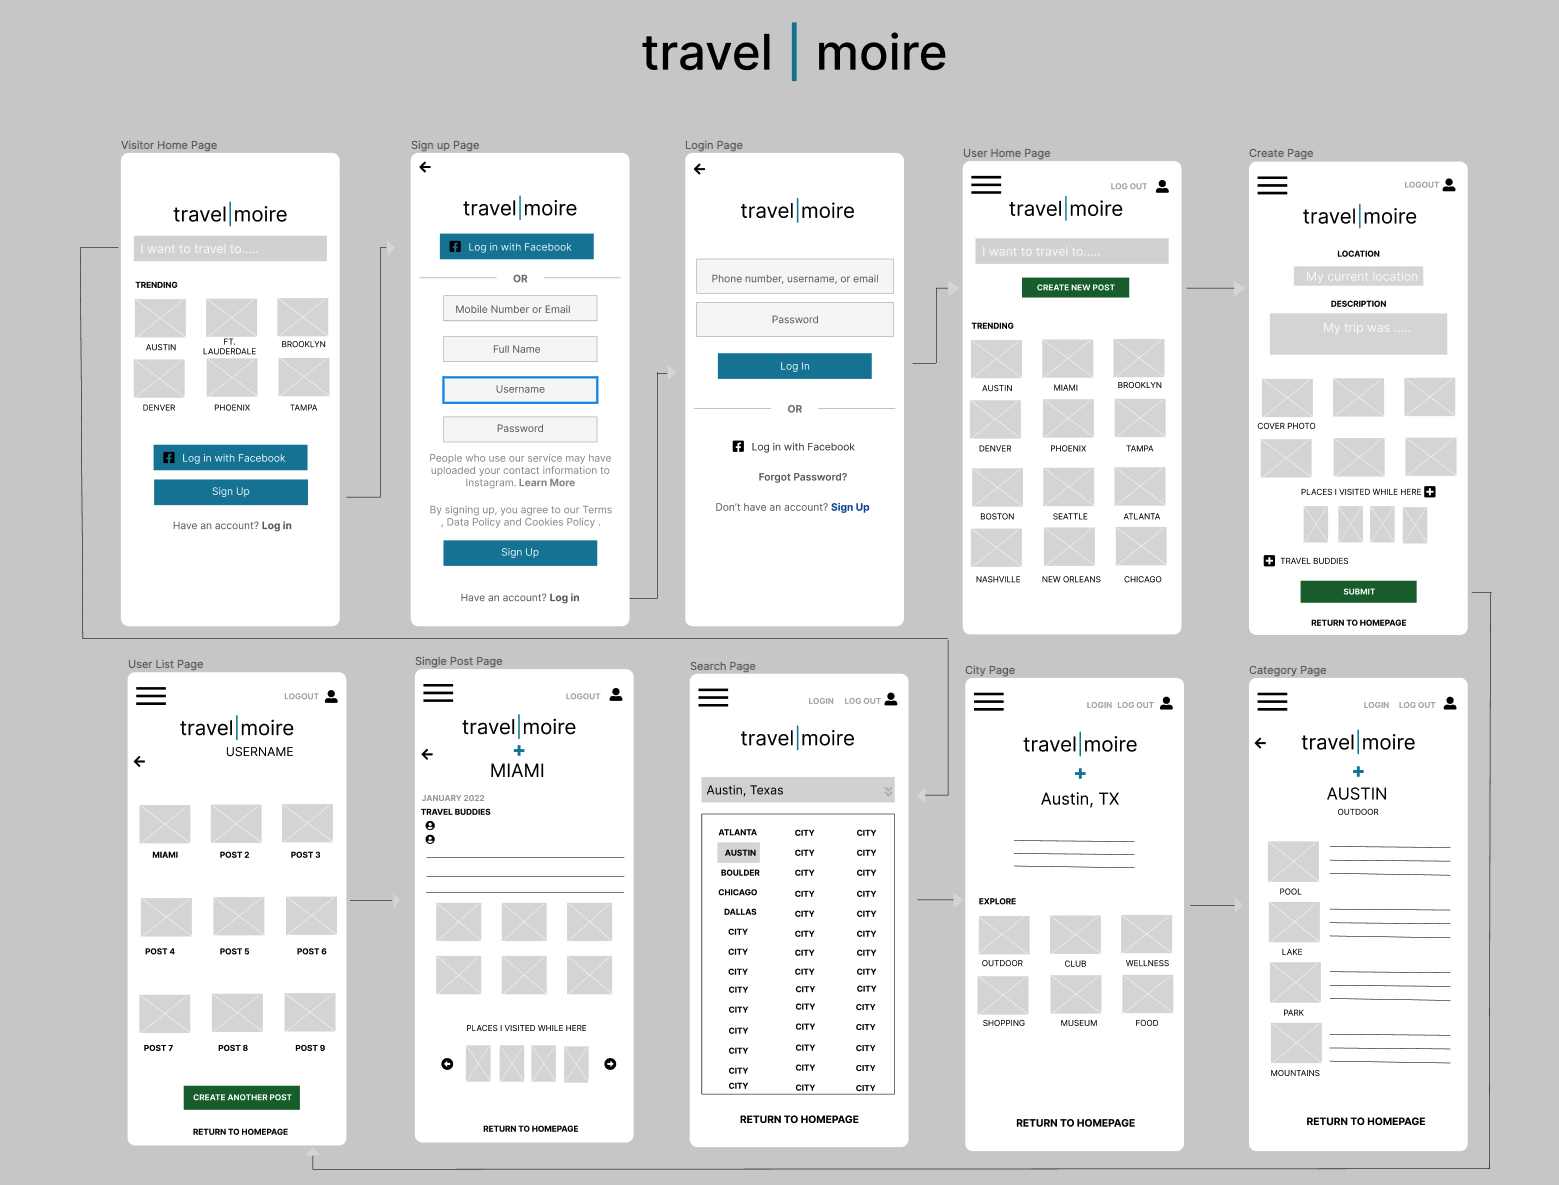 travel | moire
Visitor Home Page
travel|moire
I want to travel to.....
TRENDING
AUSTIN
FT.
LAUDERDALE
BROOKLYN
DENVER
PHOENIX
TAMPA
Log in with Facebook
Sign Up
Have an account? Log in
Sign up Page
travel|moire
Log in with Facebook
OR
Mobile Number or Email
Full Name
Username
Password
People who use our service may have
uploaded your contact information to
Instagram. Learn More
By signing up, you agree to our Terms
, Data Policy and Cookies Policy .
Sign Up
Have an account? Log in
Login Page
travel|moire
Phone number, username, or email
Password
Log In
OR
Log in with Facebook
Forgot Password?
Don't have an account? Sign Up
User Home Page
LOG OUT
travel|moire
I want to travel to.....
CREATE NEW POST
TRENDING
AUSTIN
MIAMI
BROOKLYN
DENVER
PHOENIX
TAMPA
BOSTON
SEATTLE
ATLANTA
NASHVILLE
NEW ORLEANS
CHICAGO
Create Page
LOGOUT
travel|moire
LOCATION
My current location
DESCRIPTION
My trip was .....
COVER PHOTO
PLACES I VISITED WHILE HERE
TRAVEL BUDDIES
SUBMIT
RETURN TO HOMEPAGE
User List Page
LOGOUT
travel|moire
USERNAME
MIAMI
POST 2
POST 3
POST 4
POST 5
POST 6
POST 7
POST 8
POST 9
CREATE ANOTHER POST
RETURN TO HOMEPAGE
Single Post Page
LOGOUT
travel|moire
MIAMI
JANUARY 2022
TRAVEL BUDDIES
PLACES I VISITED WHILE HERE
RETURN TO HOMEPAGE
Search Page
LOGIN LOG OUT
travel|moire
Austin, Texas
ATLANTA CITY CITY
AUSTIN CITY CITY
BOULDER CITY CITY
CHICAGO CITY CITY
DALLAS CITY CITY
CITY CITY CITY
CITY CITY CITY
CITY CITY CITY
CITY CITY CITY
CITY CITY CITY
CITY CITY CITY
CITY CITY CITY
CITY CITY CITY
CITY CITY CITY
RETURN TO HOMEPAGE
City Page
LOGIN LOG OUT
travel|moire
Austin, TX
EXPLORE
OUTDOOR
CLUB
WELLNESS
SHOPPING
MUSEUM
FOOD
RETURN TO HOMEPAGE
Category Page
LOGIN LOG OUT
travel|moire
AUSTIN
OUTDOOR
POOL
LAKE
PARK
MOUNTAINS
RETURN TO HOMEPAGE